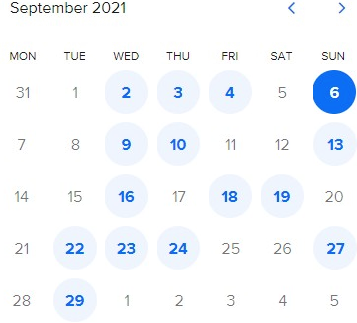 September 2021
MON TUE WED THU FRI SAT SUN
31 1 2 3 4 5 6
7 8 9 10 11 12 13
14 15 16 17 18 19 20
21 22 23 24 25 26 27
28 29 1 2 3 4 5